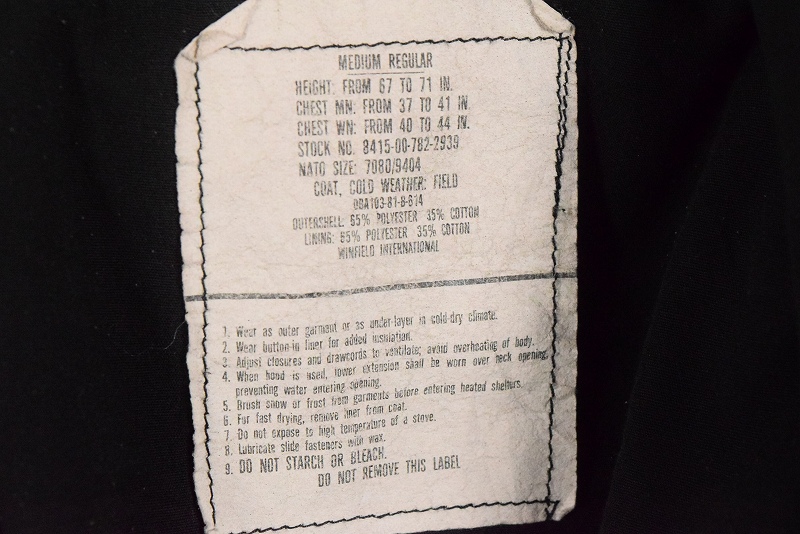 MEDIUM REGULAR
HEIGHT: FROM 67 TO 71 IN.
CHEST MN: FROM 37 TO 41 IN.
CHEST WN: FROM 40 TO 44 IN.
STOCK NO. 8415-00-782-2939
NATO SIZE: 7080/9404
COAT, COLD WEATHER: FIELD
DBA103-81-B-614
OUTERSHELL: 65% POLYESTER 35% COTTON
LINING: 65% POLYESTER 35% COTTON
WINFIELD INTERNATIONAL
1. Wear as outer garment or as under-layer in cold-dry climate.
2. Wear button-in liner for added insulation.
3. Adjust closures and drawcords to ventilate; avoid overheating of body.
4. When hood is used, lower extension shall be worn over neck opening,
preventing water entering opening.
5. Brush snow or frost from garments before entering heated shelters.
6. For fast drying, remove liner from coat.
7. Do not expose to high temperature of a stove.
8. Lubricate slide fasteners with wax.
9. DO NOT STARCH OR BLEACH.
DO NOT REMOVE THIS LABEL